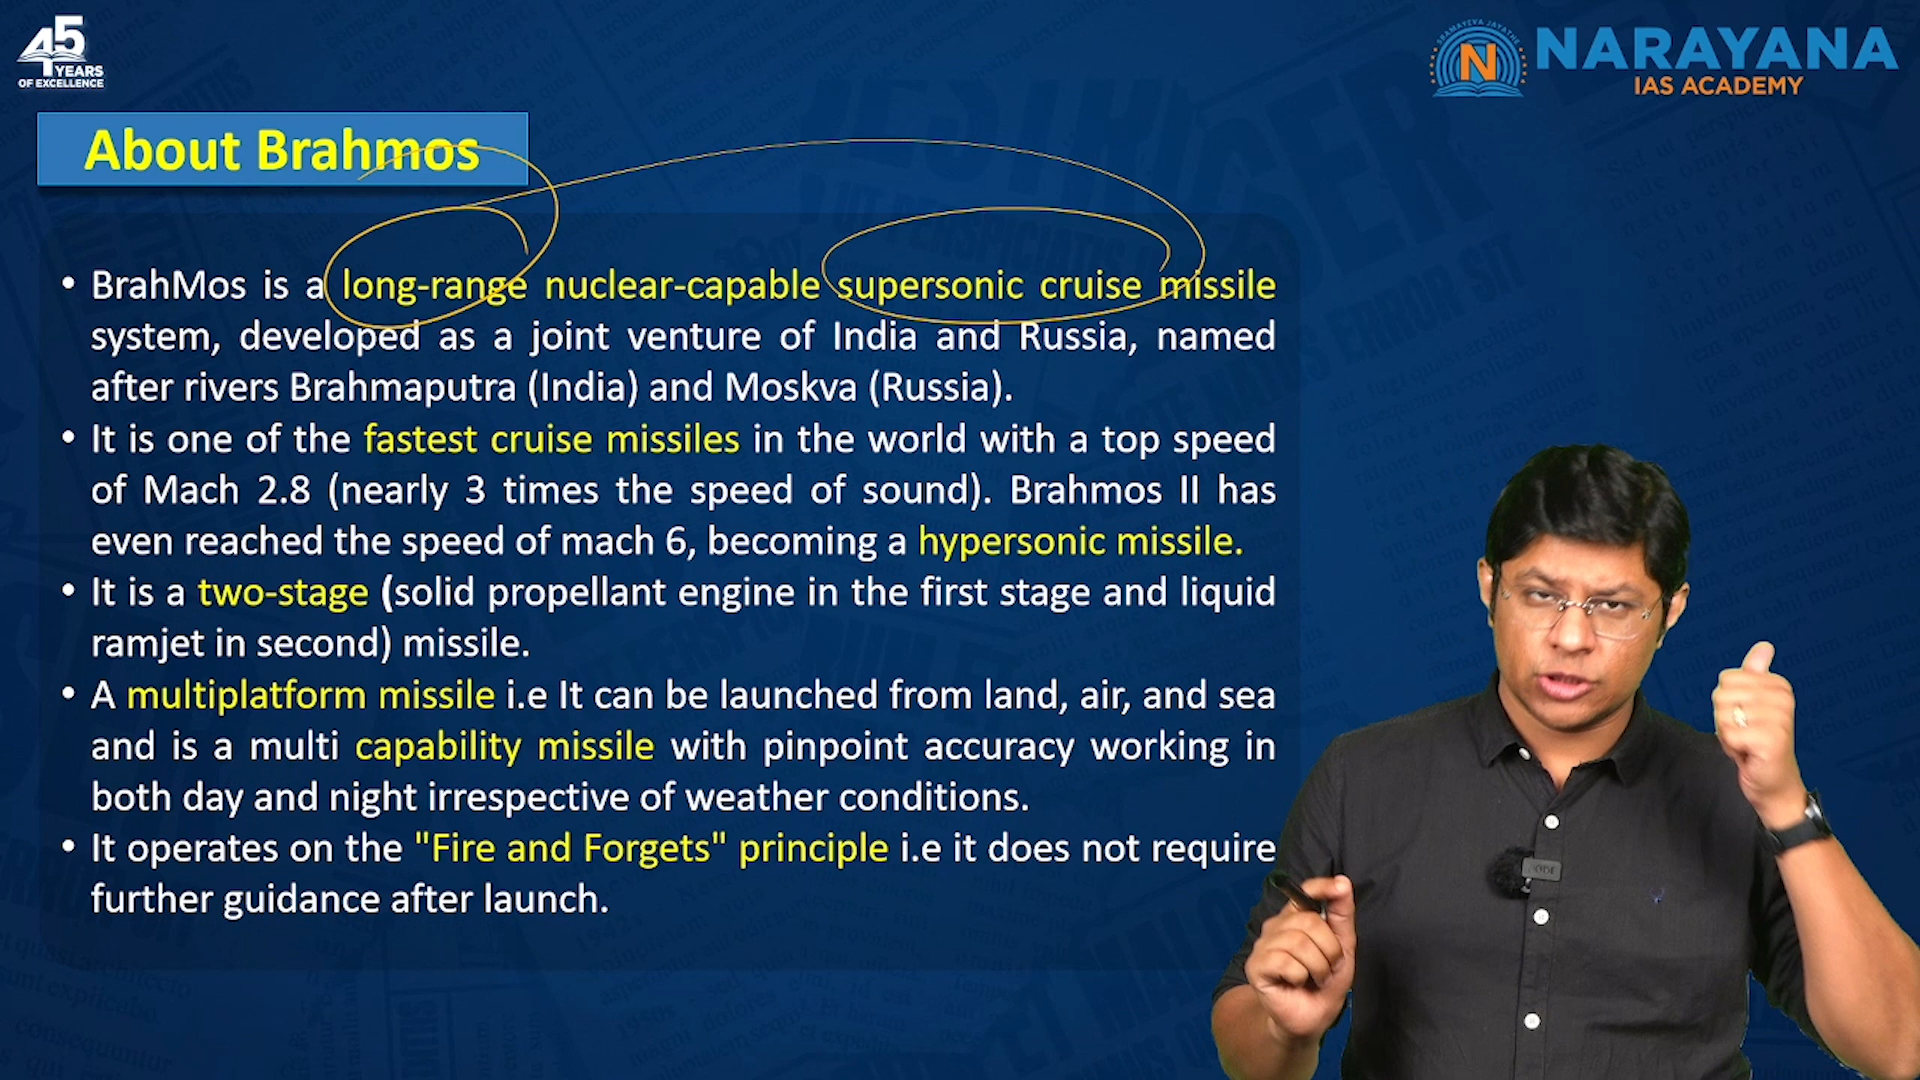 45
YEARS
OF EXCELLENCE
NARAYANA
IAS ACADEMY
About Brahmos
• BrahMos is a long-range nuclear-capable supersonic cruise missile
system, developed as a joint venture of India and Russia, named
after rivers Brahmaputra (India) and Moskva (Russia).
• It is one of the fastest cruise missiles in the world with a top speed
of Mach 2.8 (nearly 3 times the speed of sound). Brahmos II has
even reached the speed of mach 6, becoming a hypersonic missile.
• It is a two-stage (solid propellant engine in the first stage and liquid
ramjet in second) missile.
• A multiplatform missile i.e It can be launched from land, air, and sea
and is a multi capability missile with pinpoint accuracy working in
both day and night irrespective of weather conditions.
• It operates on the "Fire and Forgets" principle i.e it does not require
further guidance after launch.